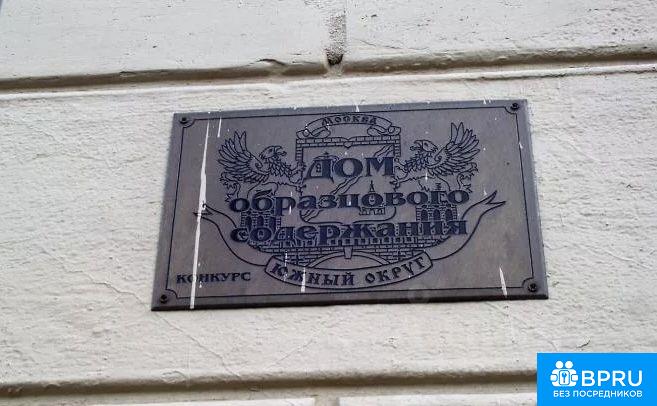 Москва
ДОМ
образцового
содержания
ЮЖНЫЙ ОКРУГ
КОНКУРС
BPRU
БЕЗ ПОСРЕДНИКОВ